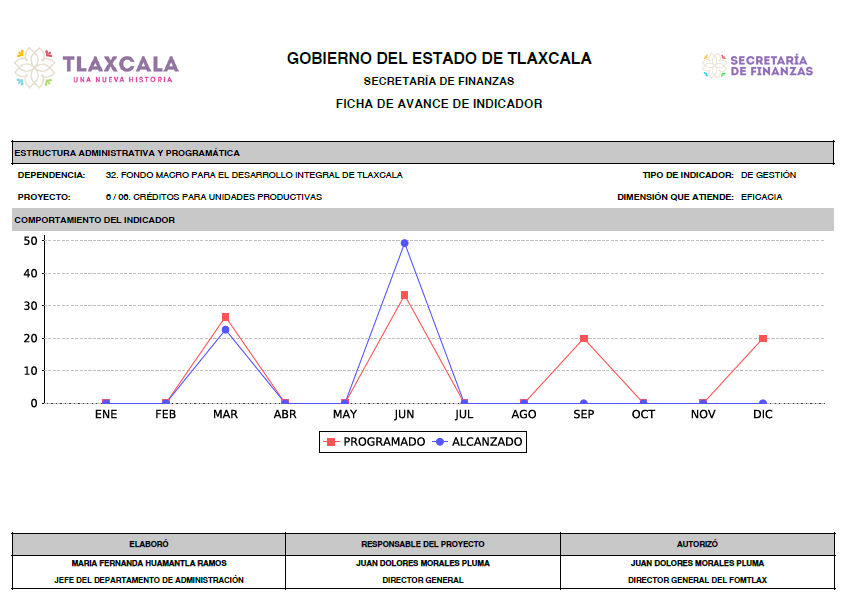 TLAXCALA
UNA NUEVA HISTORIA
GOBIERNO DEL ESTADO DE TLAXCALA
SECRETARÍA DE FINANZAS
FICHA DE AVANCE DE INDICADOR
SECRETARÍA
DE FINANZAS
ESTRUCTURA ADMINISTRATIVA Y PROGRAMÁTICA
DEPENDENCIA: 32. FONDO MACRO PARA EL DESARROLLO INTEGRAL DE TLAXCALA TIPO DE INDICADOR: DE GESTIÓN
PROYECTO: 6 / 06. CRÉDITOS PARA UNIDADES PRODUCTIVAS DIMENSIÓN QUE ATIENDE: EFICACIA
COMPORTAMIENTO DEL INDICADOR
50
40
30
20
10
0
ENE FEB MAR ABR MAY JUN JUL AGO SEP OCT NOV DIC
PROGRAMADO ALCANZADO
ELABORÓ RESPONSABLE DEL PROYECTO AUTORIZÓ
MARIA FERNANDA HUAMANTLA RAMOS JUAN DOLORES MORALES PLUMA JUAN DOLORES MORALES PLUMA
JEFE DEL DEPARTAMENTO DE ADMINISTRACIÓN DIRECTOR GENERAL DIRECTOR GENERAL DEL FOMTLAX